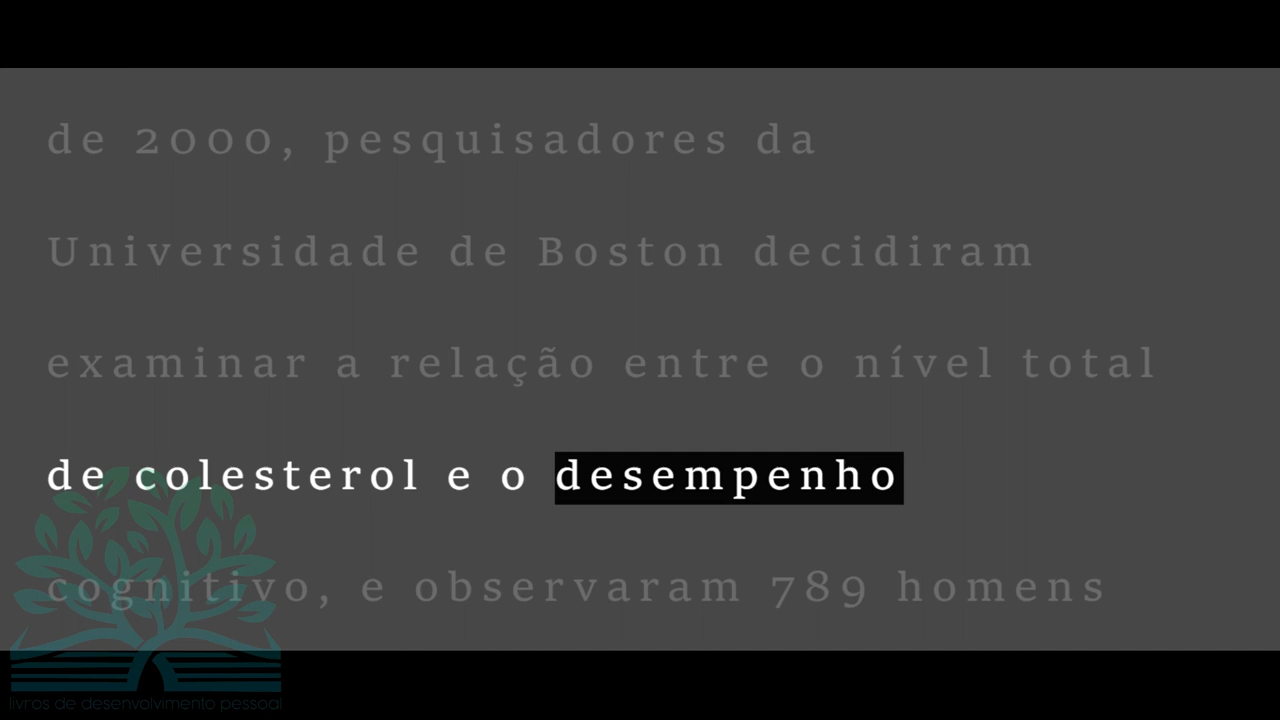 de 2000, pesquisadores da
Universidade de Boston decidiram
examinar a relação entre o nível total
de colesterol e o desempenho
cognitivo, e observaram 789 homens
livros de desenvolvimento pessoal